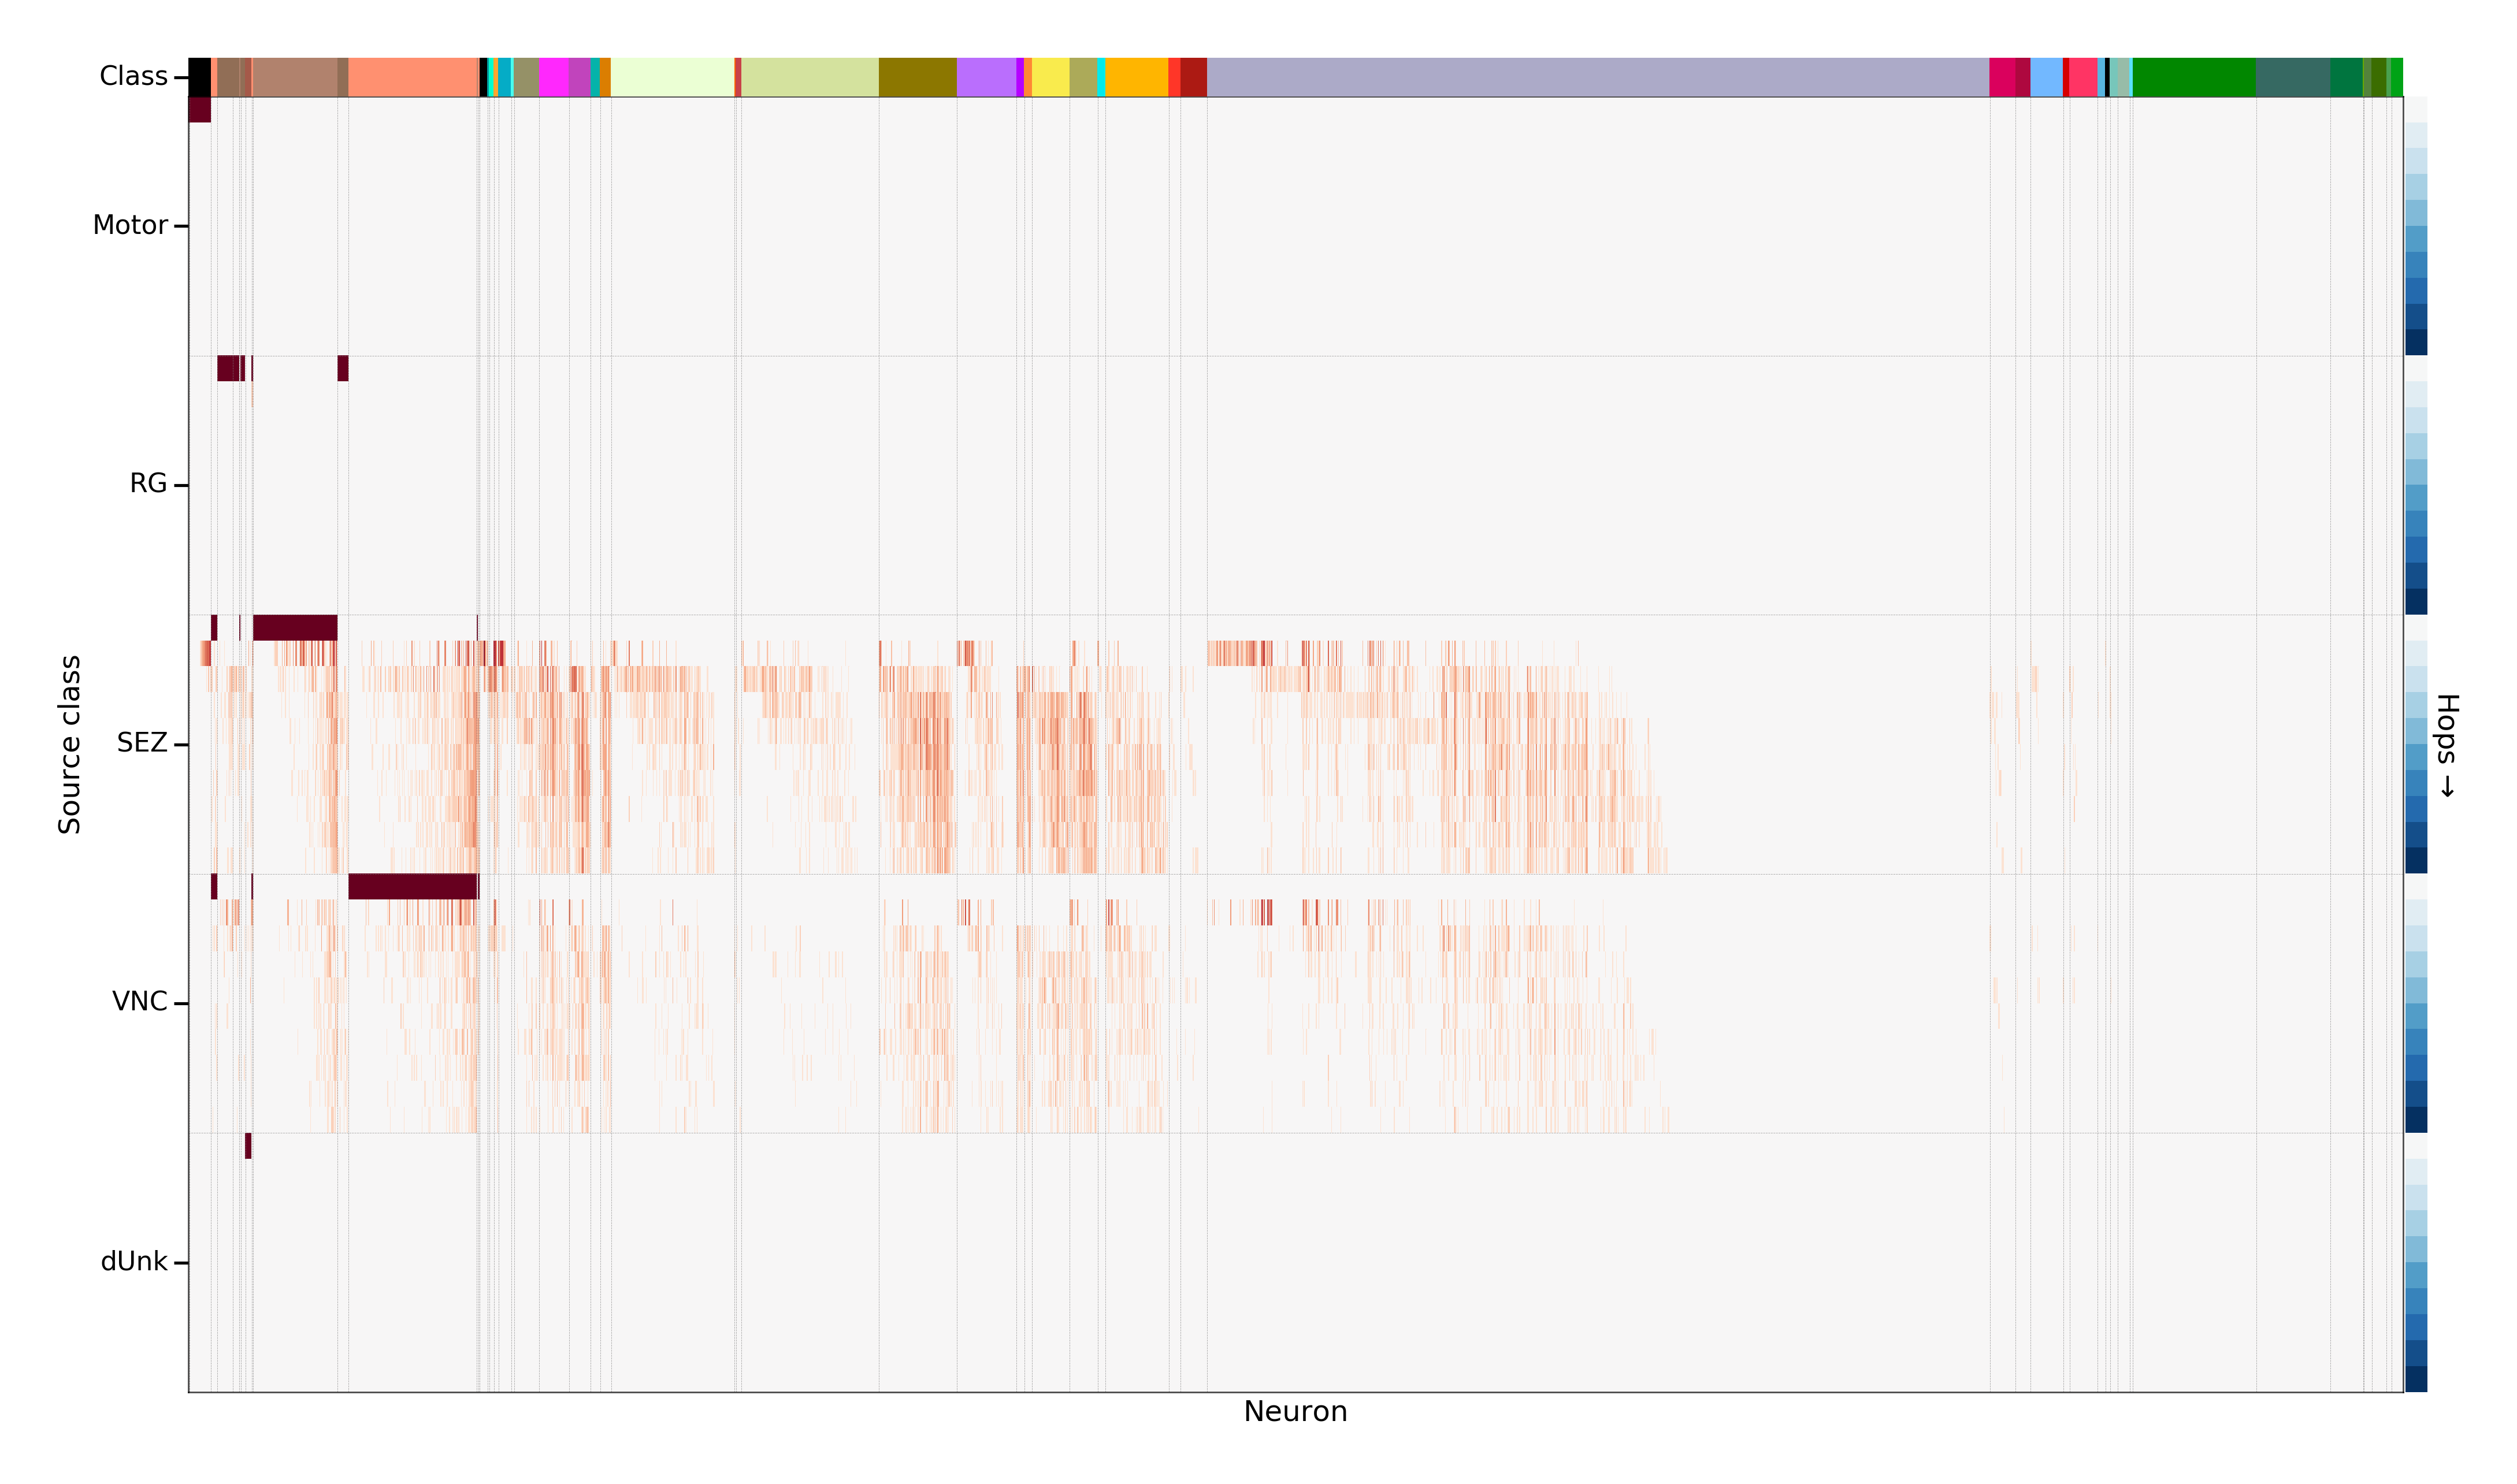 Class
Motor
RG
SEZ
VNC
dUnk
Source class
Neuron
Hops →